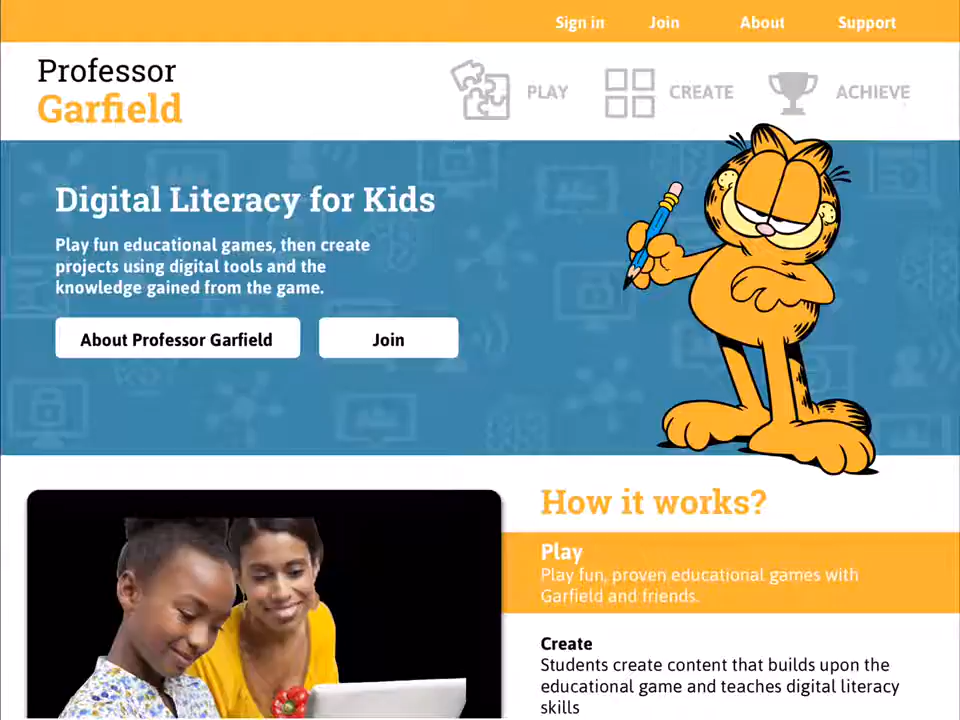 Sign in Join About Support
Professor
Garfield
PLAY CREATE ACHIEVE
Digital Literacy for Kids
Play fun educational games, then create
projects using digital tools and the
knowledge gained from the game.
About Professor Garfield Join
How it works?
Play
Play fun, proven educational games with
Garfield and friends.
Create
Students create content that builds upon the
educational game and teaches digital literacy
skills